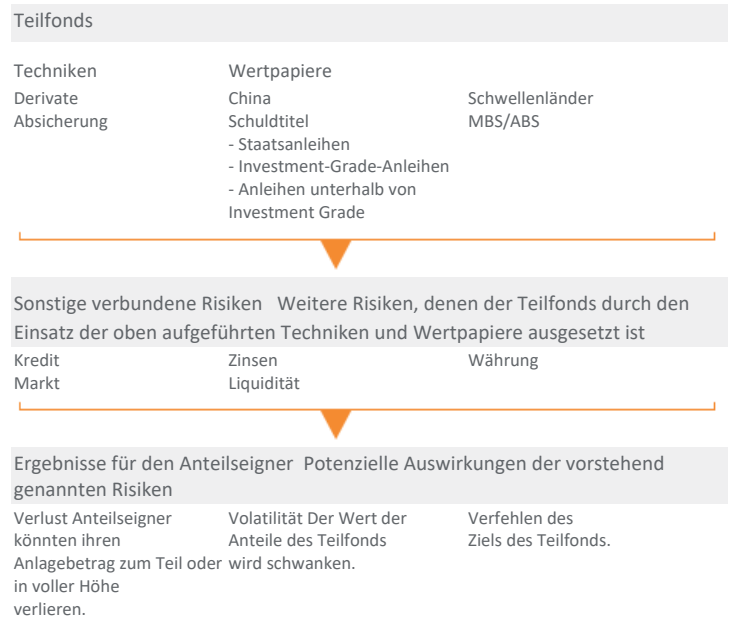 Teilfonds
Techniken Wertpapiere
Derivate China Schwellenländer
Absicherung Schuldtitel MBS/ABS
- Staatsanleihen
- Investment-Grade-Anleihen
- Anleihen unterhalb von
Investment Grade
Sonstige verbundene Risiken Weitere Risiken, denen der Teilfonds durch den
Einsatz der oben aufgeführten Techniken und Wertpapiere ausgesetzt ist
Kredit Zinsen Währung
Markt Liquidität
Ergebnisse für den Anteilseigner Potenzielle Auswirkungen der vorstehend
genannten Risiken
Verlust Anteilseigner Volatilität Der Wert der Verfehlen des
könnten ihren Anteile des Teilfonds Ziels des Teilfonds.
Anlagebetrag zum Teil oder wird schwanken.
in voller Höhe
verlieren.